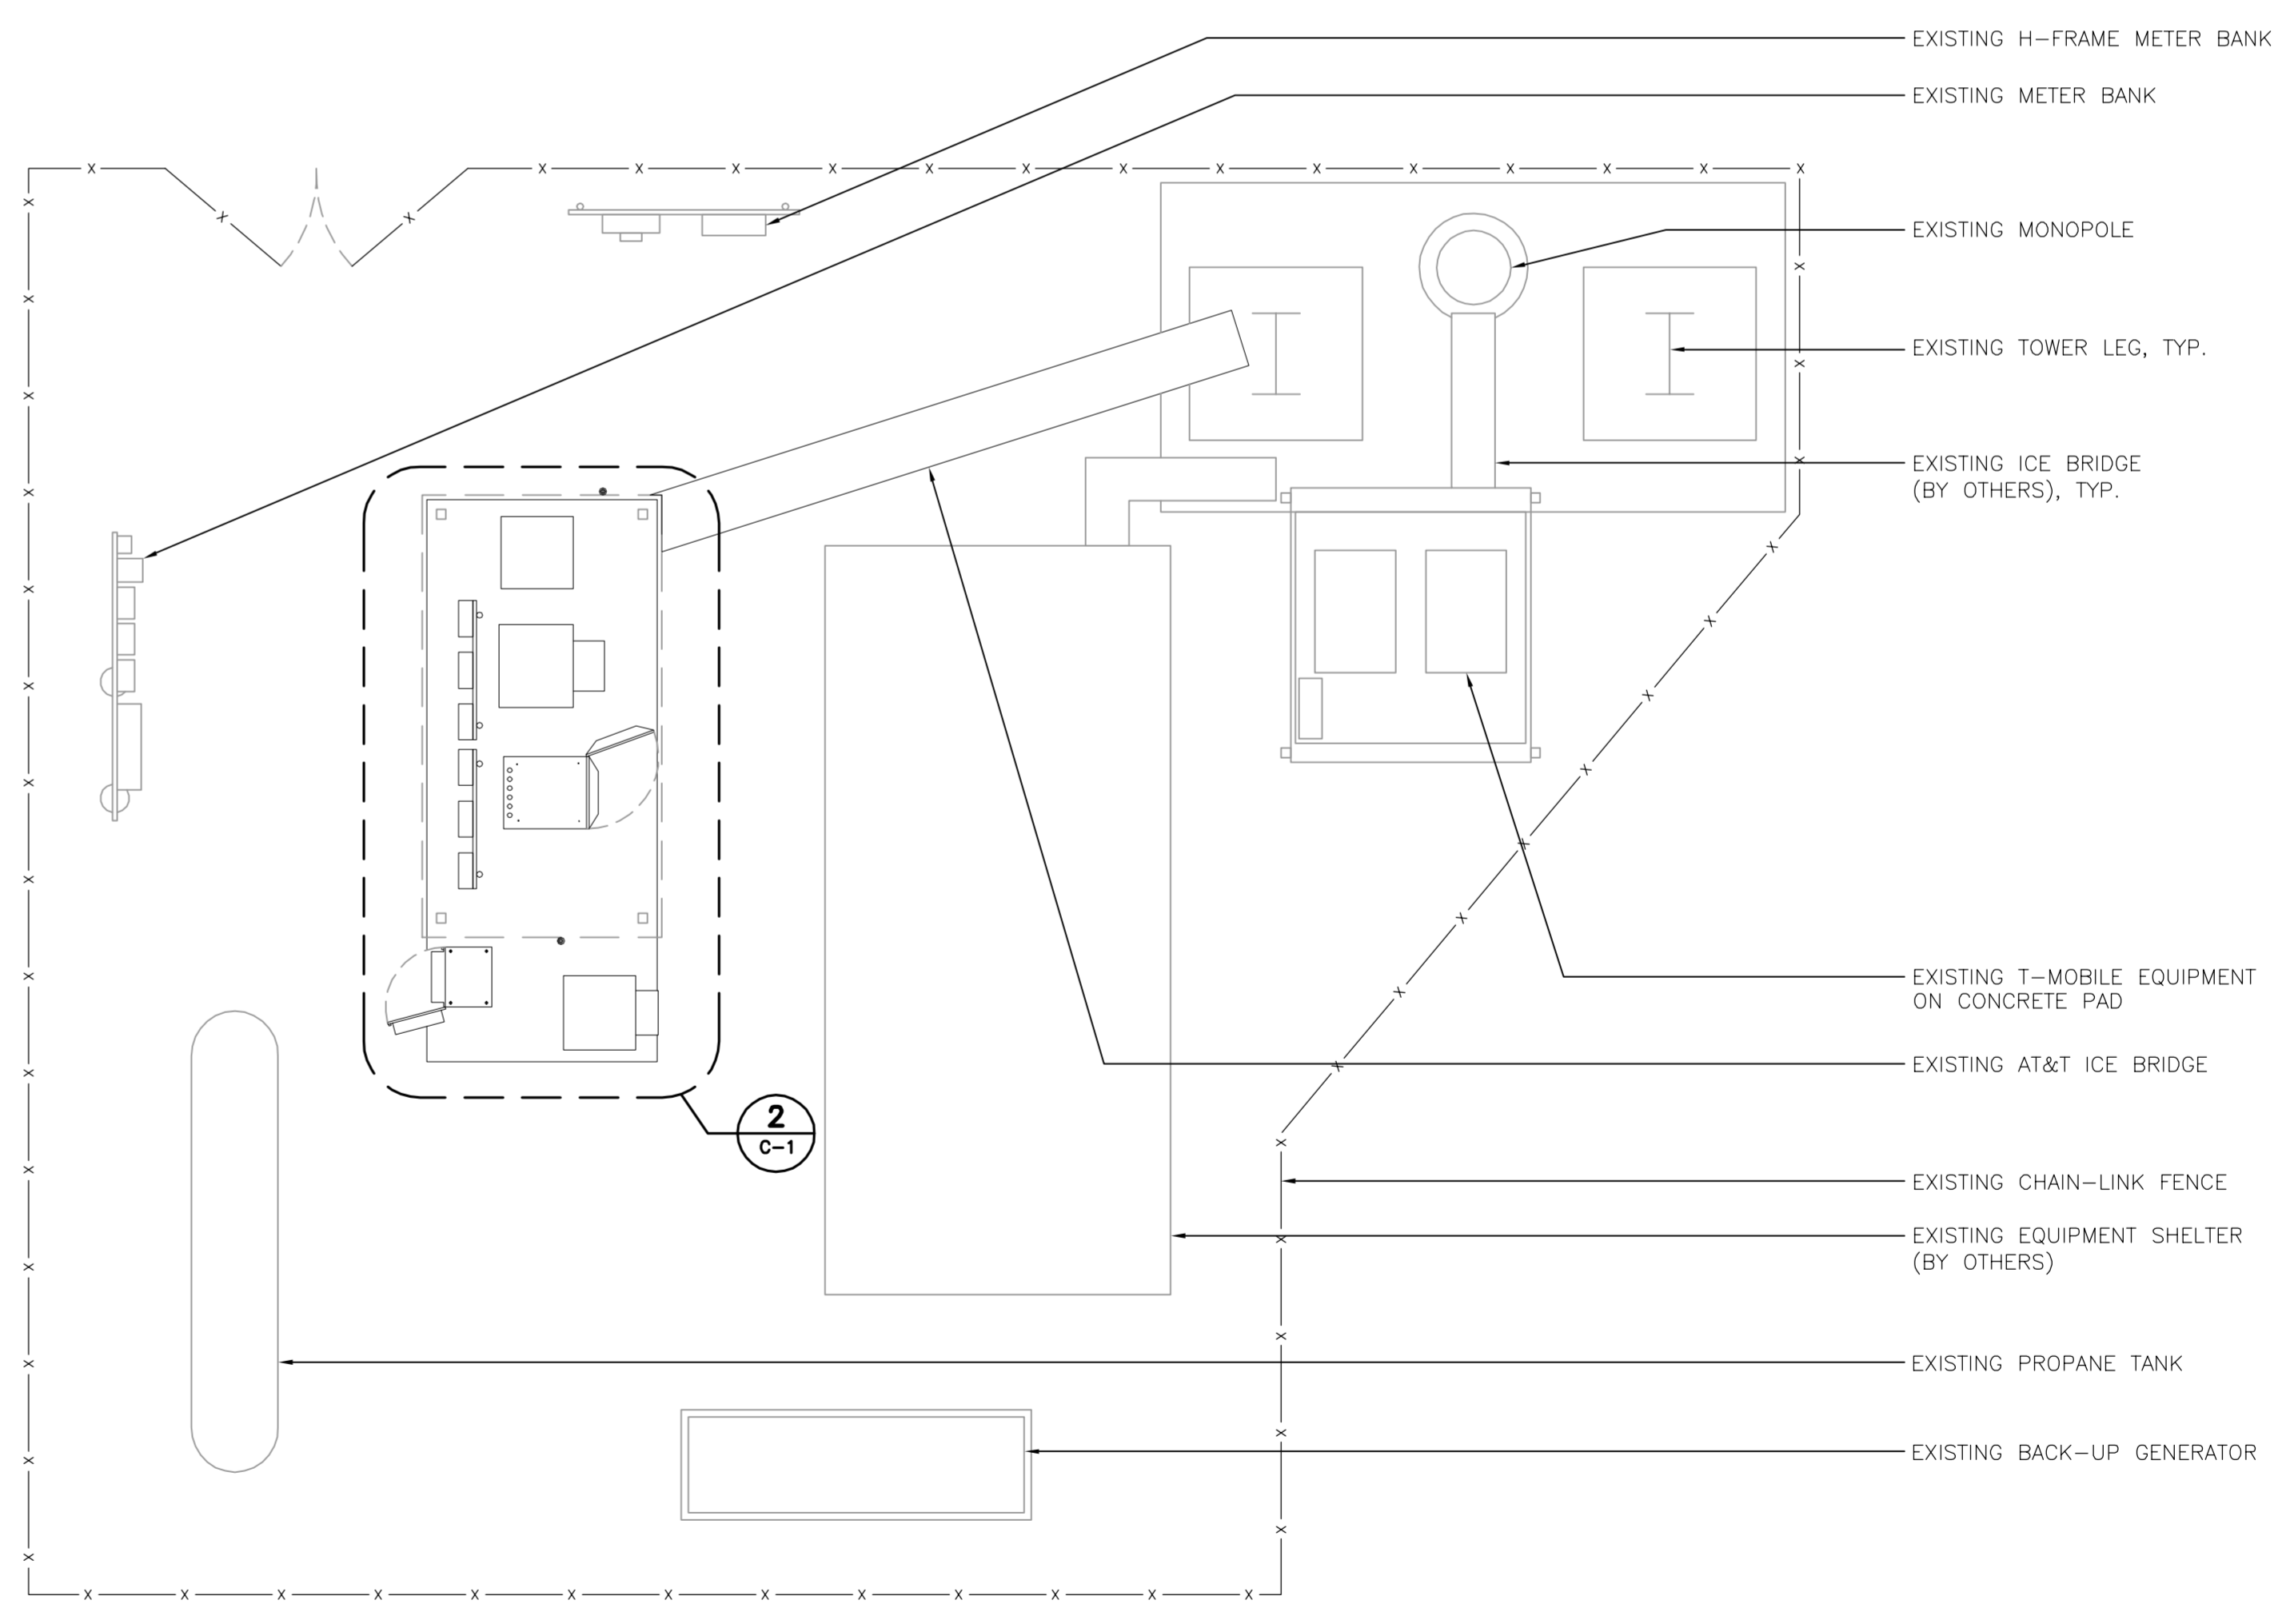 EXISTING H-FRAME METER BANK
EXISTING METER BANK
EXISTING MONOPOLE
EXISTING TOWER LEG, TYP.
EXISTING ICE BRIDGE
(BY OTHERS), TYP.
EXISTING T-MOBILE EQUIPMENT
ON CONCRETE PAD
EXISTING AT&T ICE BRIDGE
2
C-1
EXISTING CHAIN-LINK FENCE
EXISTING EQUIPMENT SHELTER
(BY OTHERS)
EXISTING PROPANE TANK
EXISTING BACK-UP GENERATOR